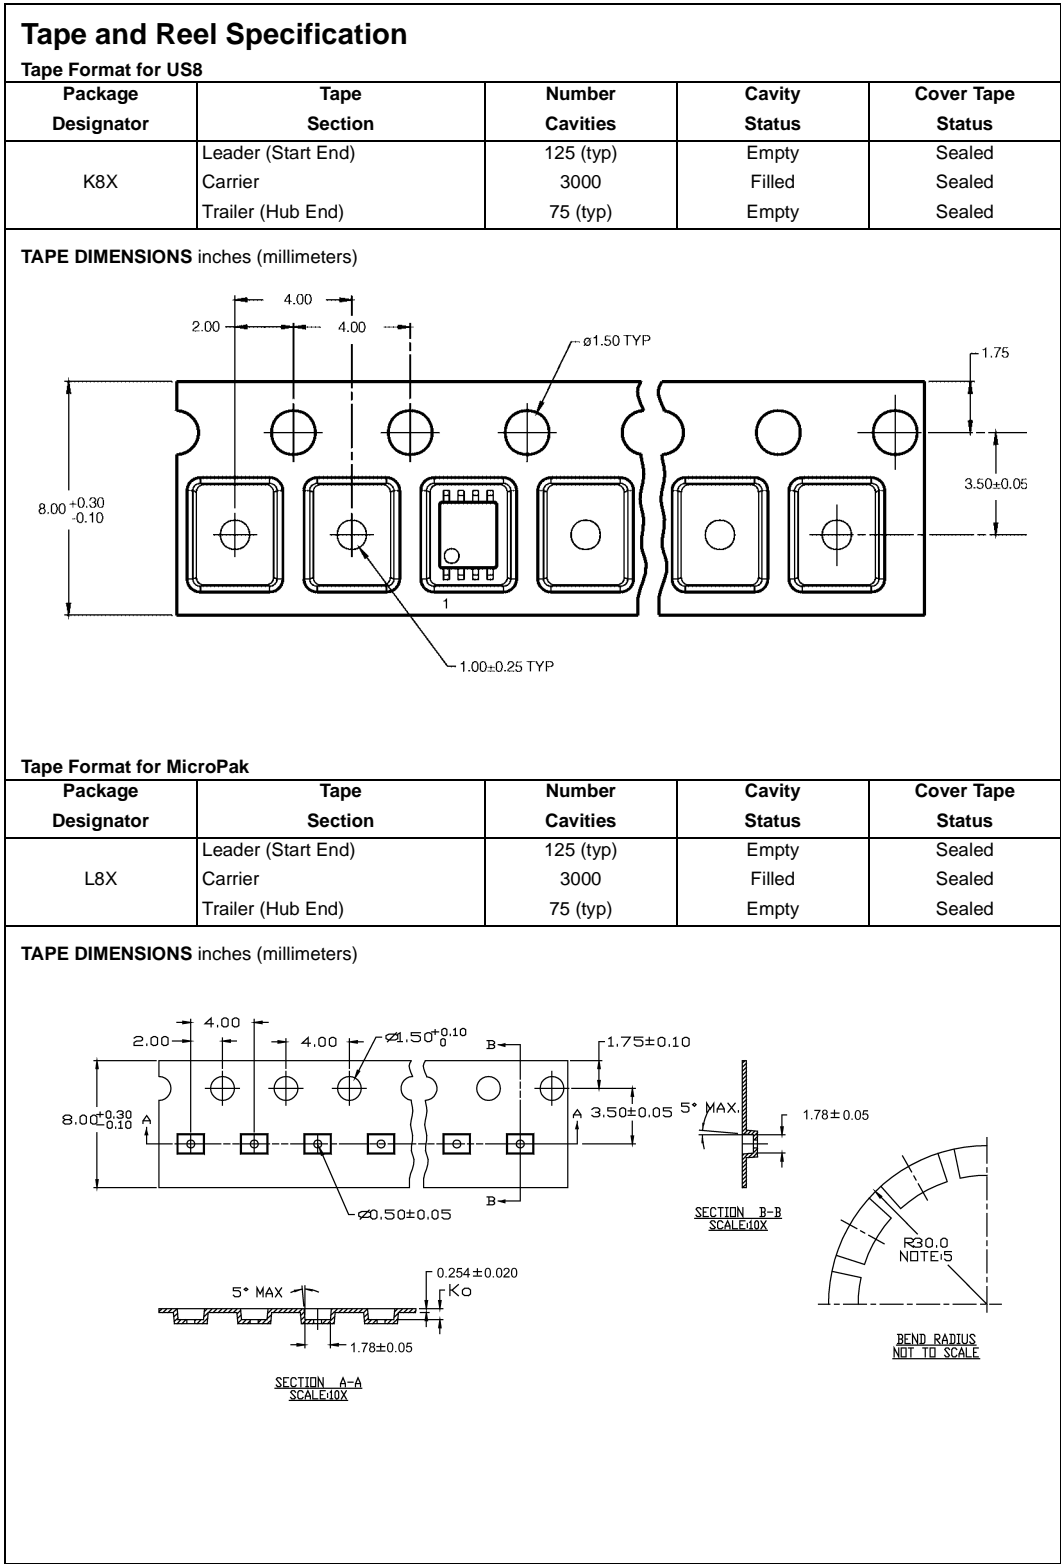 Tape and Reel Specification
Tape Format for US8
Package Designator Tape Section Number Cavities Cavity Status Cover Tape Status
K8X Leader (Start End) 125 (typ) Empty Sealed
Carrier 3000 Filled Sealed
Trailer (Hub End) 75 (typ) Empty Sealed
TAPE DIMENSIONS inches (millimeters)
4.00
2.00 4.00
ø1.50 TYP
1.75
8.00 +0.30 -0.10
3.50±0.05
1
1.00±0.25 TYP
Tape Format for MicroPak
Package Designator Tape Section Number Cavities Cavity Status Cover Tape Status
L8X Leader (Start End) 125 (typ) Empty Sealed
Carrier 3000 Filled Sealed
Trailer (Hub End) 75 (typ) Empty Sealed
TAPE DIMENSIONS inches (millimeters)
4.00
2.00 4.00 ø1.50 +0.10 0 B 1.75±0.10
8.00 +0.30 -0.10 A A 3.50±0.05
5° MAX. 1.78±0.05
B
ø0.50±0.05
SECTION B-B
SCALE:10X
R30.0
NOTE:5
BEND RADIUS
NOT TO SCALE
5° MAX 0.254±0.020
Ko
1.78±0.05
SECTION A-A
SCALE:10X